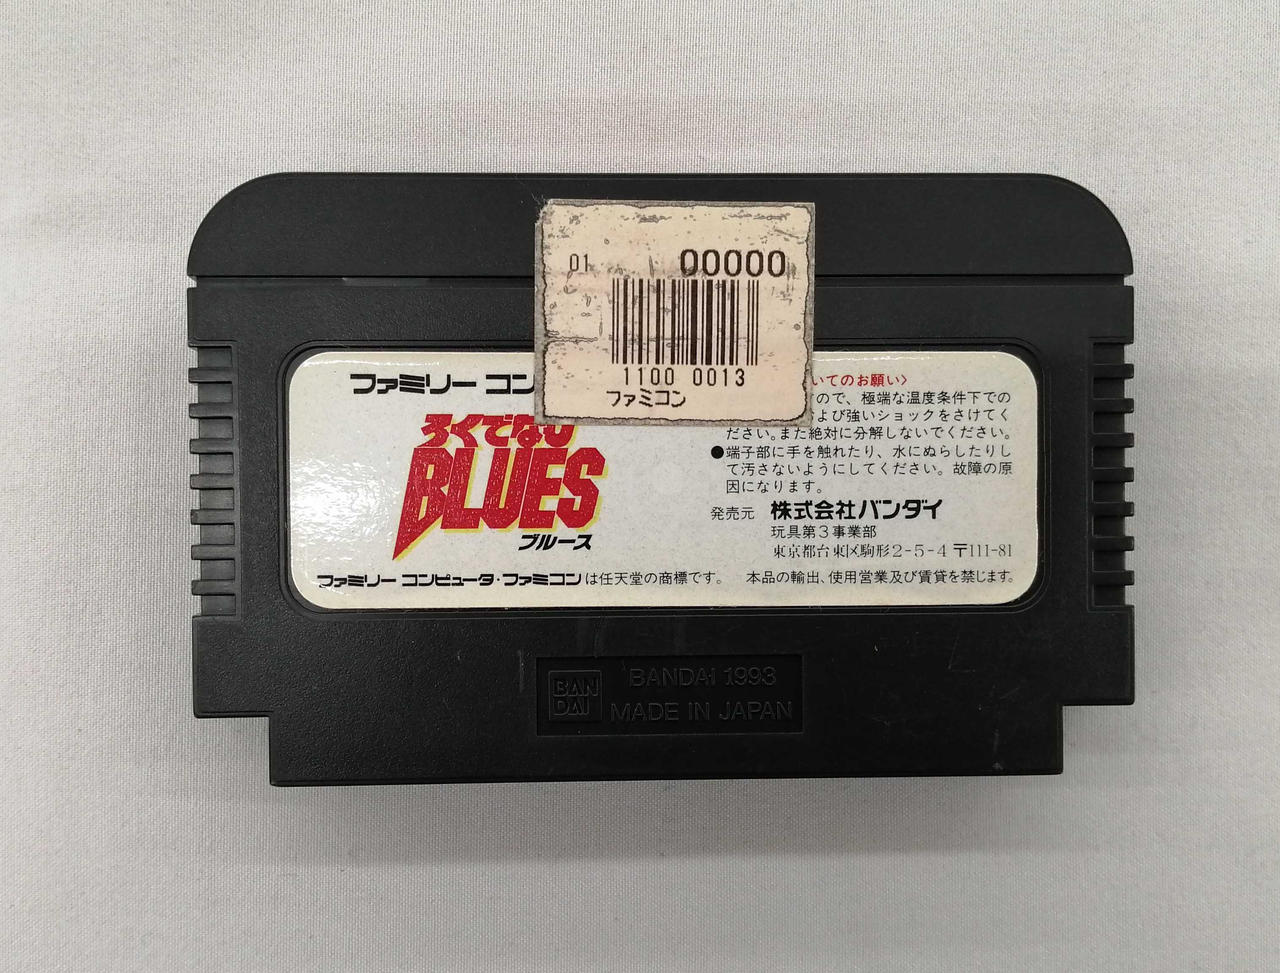 01 00000
1100 0013
ファミコン
ファミリー コン
ろくでなし
BLUES
ブルース
いてのお願い〉
ので、極端な温度条件下での
よび強いショックをさけてく
ださい。また絶対に分解しないでください。
●端子部に手を触れたり、水にぬらしたりし
て汚さないようにしてください。故障の原
因になります。
発売元 株式会社バンダイ
玩具第3事業部
東京都台東区駒形2-5-4 〒111-81
ファミリー コンピュータ・ファミコンは任天堂の商標です。 本品の輸出、使用営業及び賃貸を禁じます。
BAN
DAI
BANDAI 1993
MADE IN JAPAN